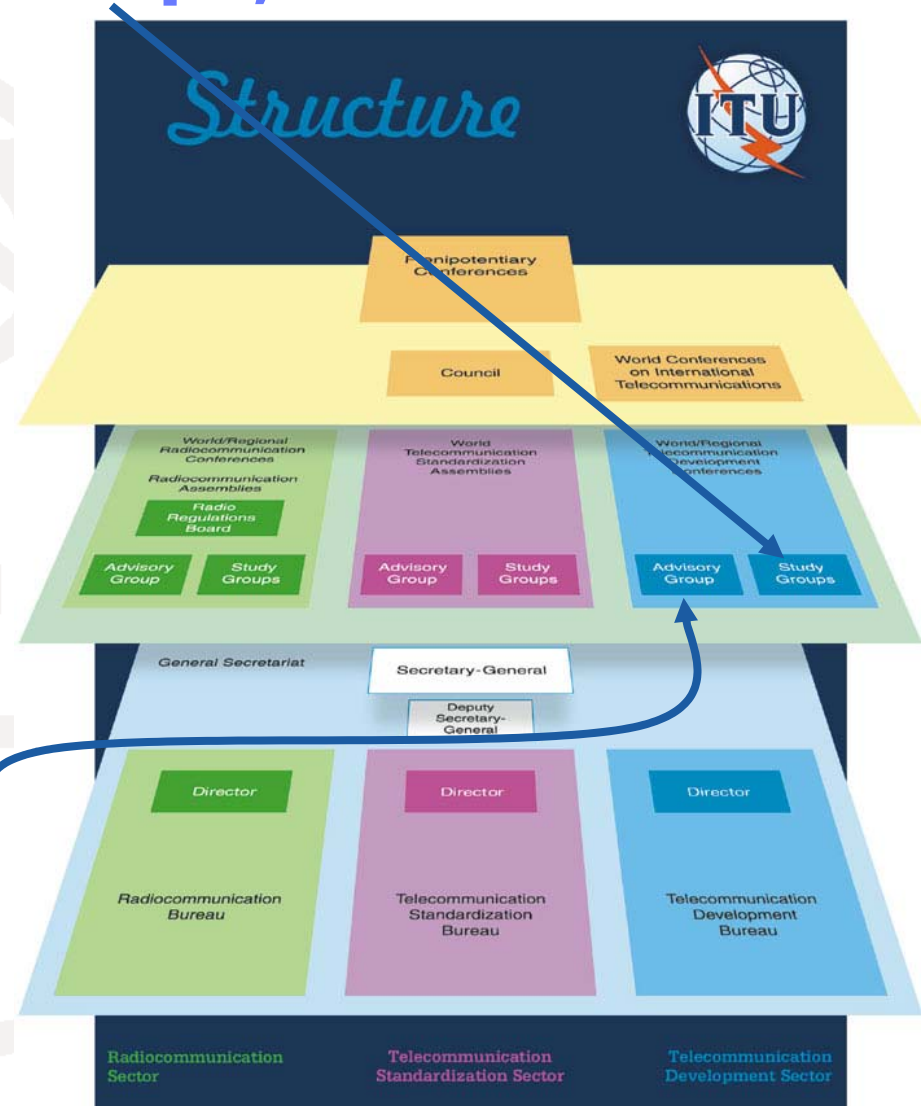 Structure
ITU
Plenipotentiary
Conferences
Council
World Conferences
on International
Telecommunications
World/Regional
Radiocommunication
Conferences
Radiocommunication
Assemblies
Radio
Regulations
Board
Advisory
Group
Study
Groups
World
Telecommunication
Standardization
Assemblies
Advisory
Group
Study
Groups
World/Regional
Telecommunication
Development
Conferences
Advisory
Group
Study
Groups
General Secretariat
Secretary-General
Deputy
Secretary-
General
Director
Radiocommunication
Bureau
Director
Telecommunication
Standardization
Bureau
Director
Telecommunication
Development
Bureau
Radiocommunication
Sector
Telecommunication
Standardization Sector
Telecommunication
Development Sector